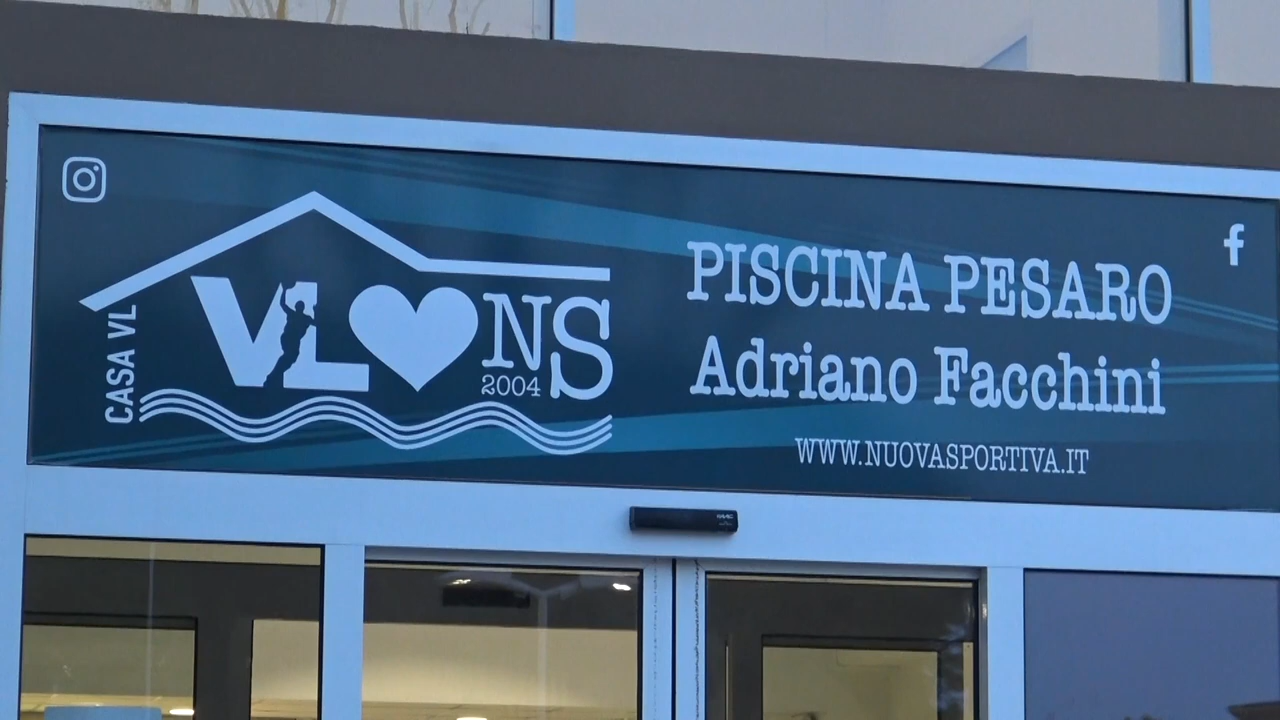 CASA VL
VL NS
2004
PISCINA PESARO
Adriano Facchini
WWW.NUOVASPORTIVA.IT